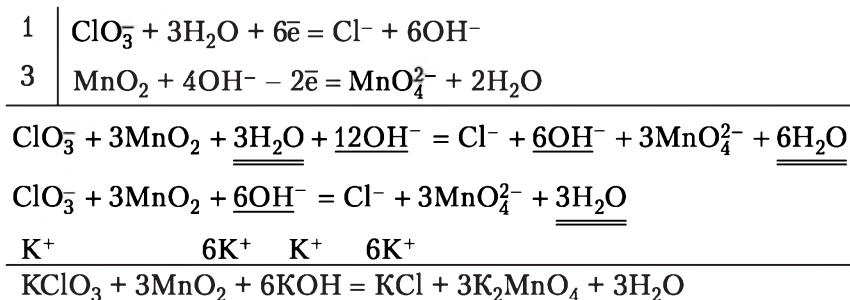 1 ClO₃⁻ + 3H₂O + 6e̅ = Cl⁻ + 6OH⁻
3 MnO₂ + 4OH⁻ − 2e̅ = MnO₄²⁻ + 2H₂O
ClO₃⁻ + 3MnO₂ + 3H₂O + 12OH⁻ = Cl⁻ + 6OH⁻ + 3MnO₄²⁻ + 6H₂O
ClO₃⁻ + 3MnO₂ + 6OH⁻ = Cl⁻ + 3MnO₄²⁻ + 3H₂O
K⁺ 6K⁺ K⁺ 6K⁺
KClO₃ + 3MnO₂ + 6KOH = KCl + 3K₂MnO₄ + 3H₂O